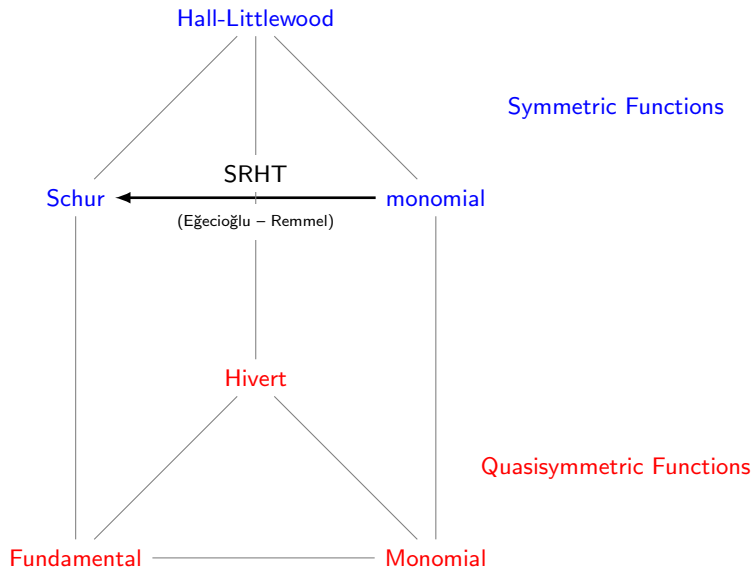 Hall-Littlewood
Symmetric Functions
SRHT
Schur
monomial
(Eğecioğlu – Remmel)
Hivert
Quasisymmetric Functions
Fundamental
Monomial